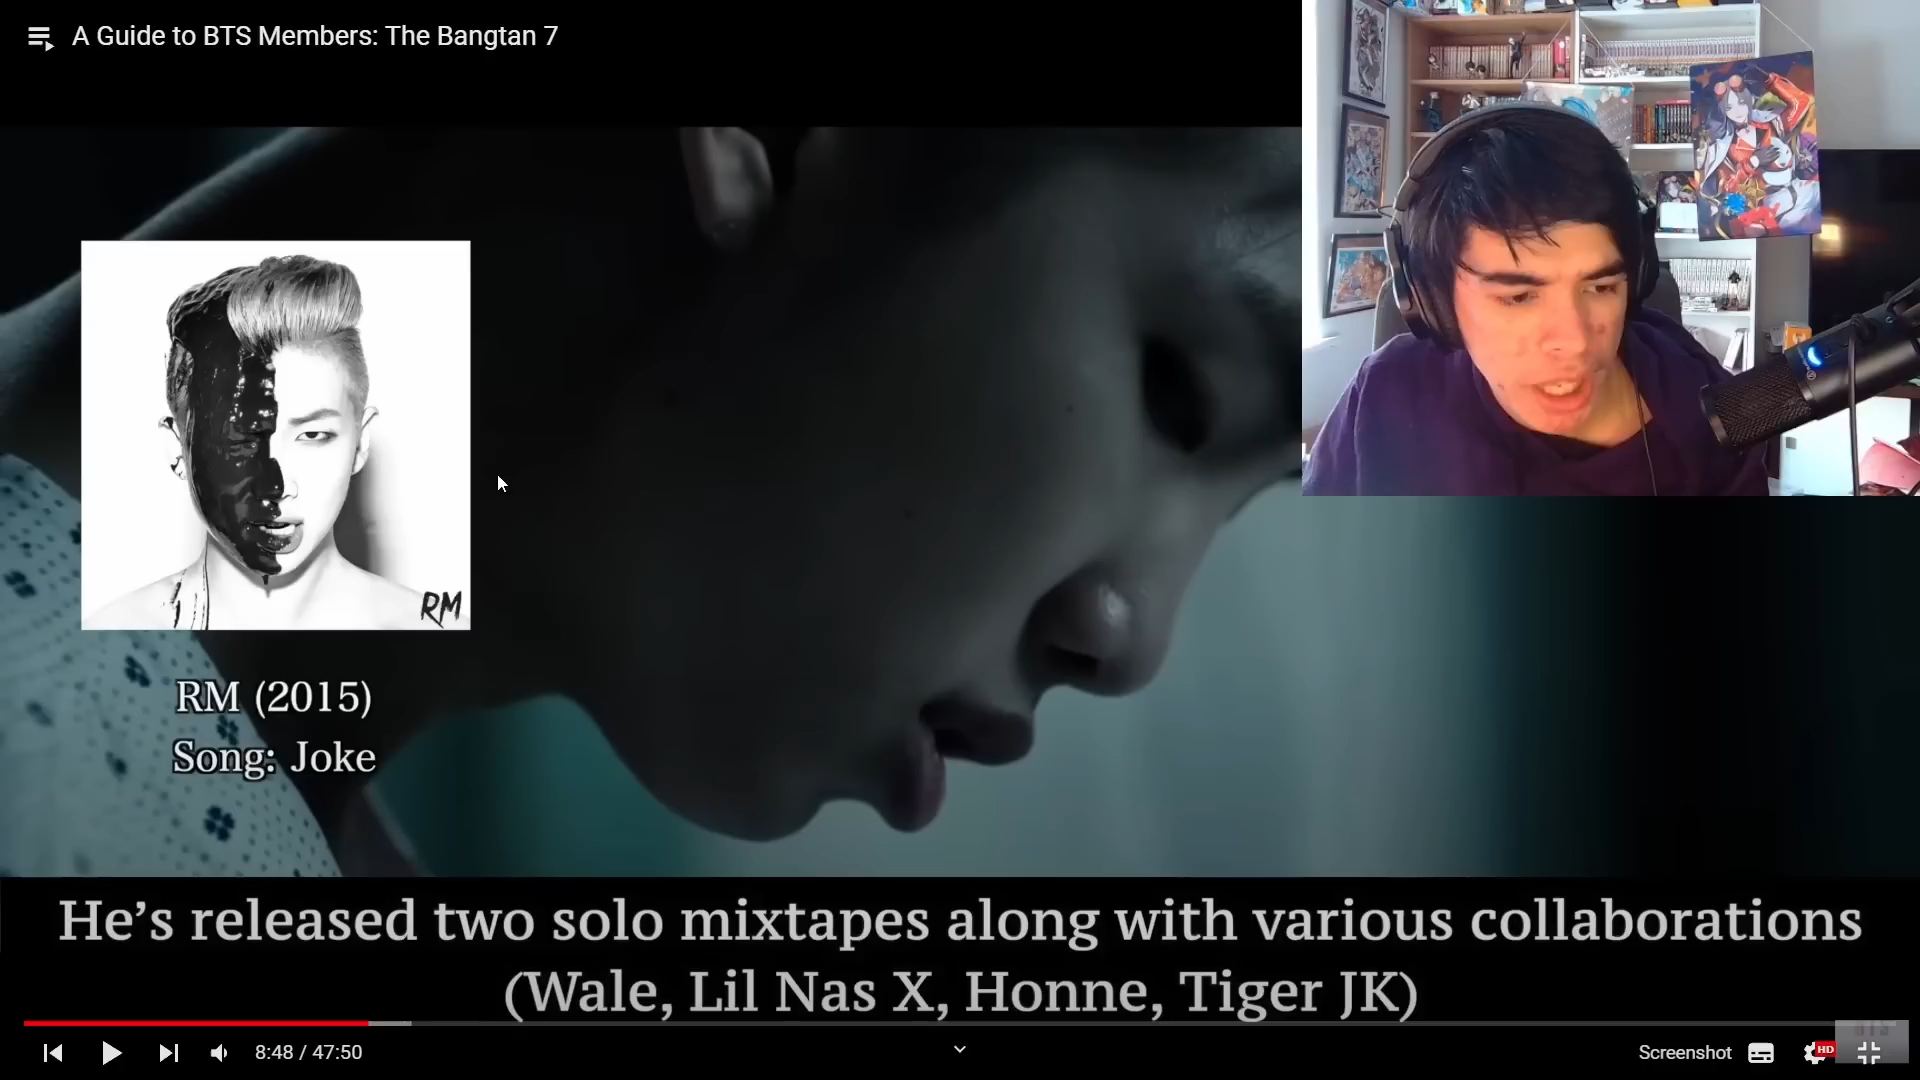 A Guide to BTS Members: The Bangtan 7
RM
RM (2015)
Song: Joke
He's released two solo mixtapes along with various collaborations
(Wale, Lil Nas X, Honne, Tiger JK)
8:48 / 47:50
Screenshot
HD